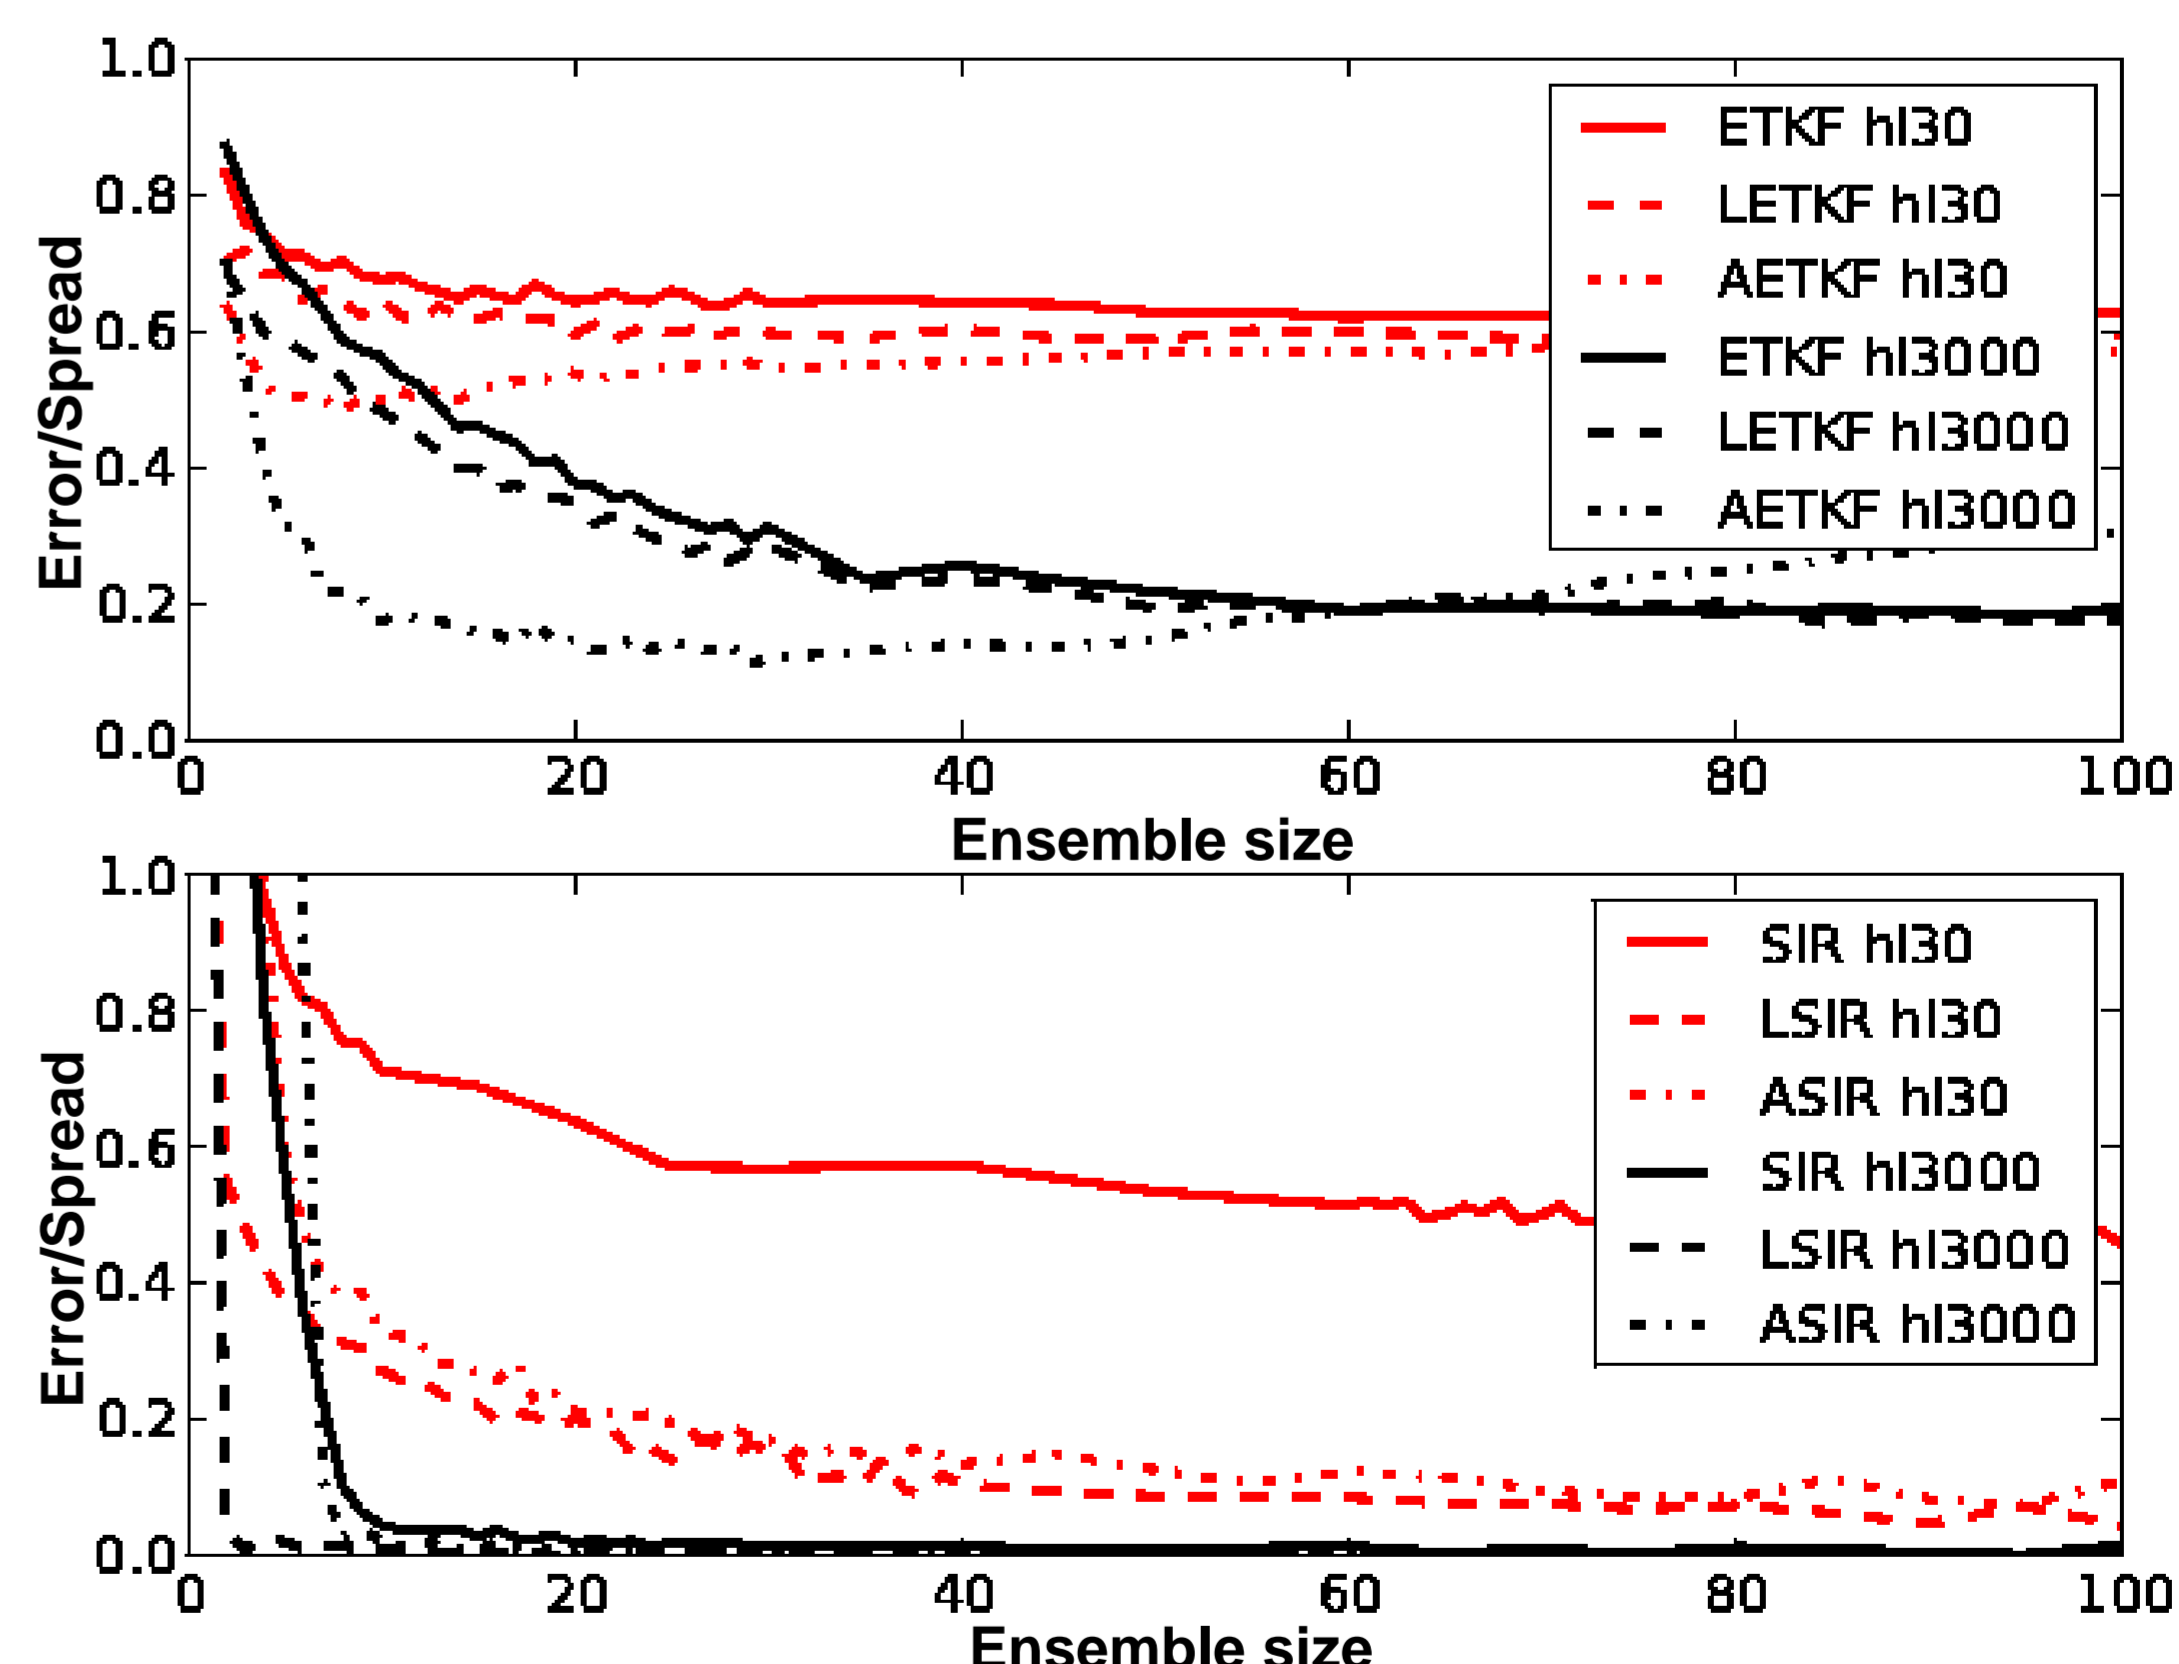 1.0
0.8
0.6
0.4
0.2
0.0
Error/Spread
ETKF hl30
LETKF hl30
AETKF hl30
ETKF hl3000
LETKF hl3000
AETKF hl3000
0 20 40 60 80 100
Ensemble size
1.0
0.8
0.6
0.4
0.2
0.0
Error/Spread
SIR hl30
LSIR hl30
ASIR hl30
SIR hl3000
LSIR hl3000
ASIR hl3000
0 20 40 60 80 100
Ensemble size